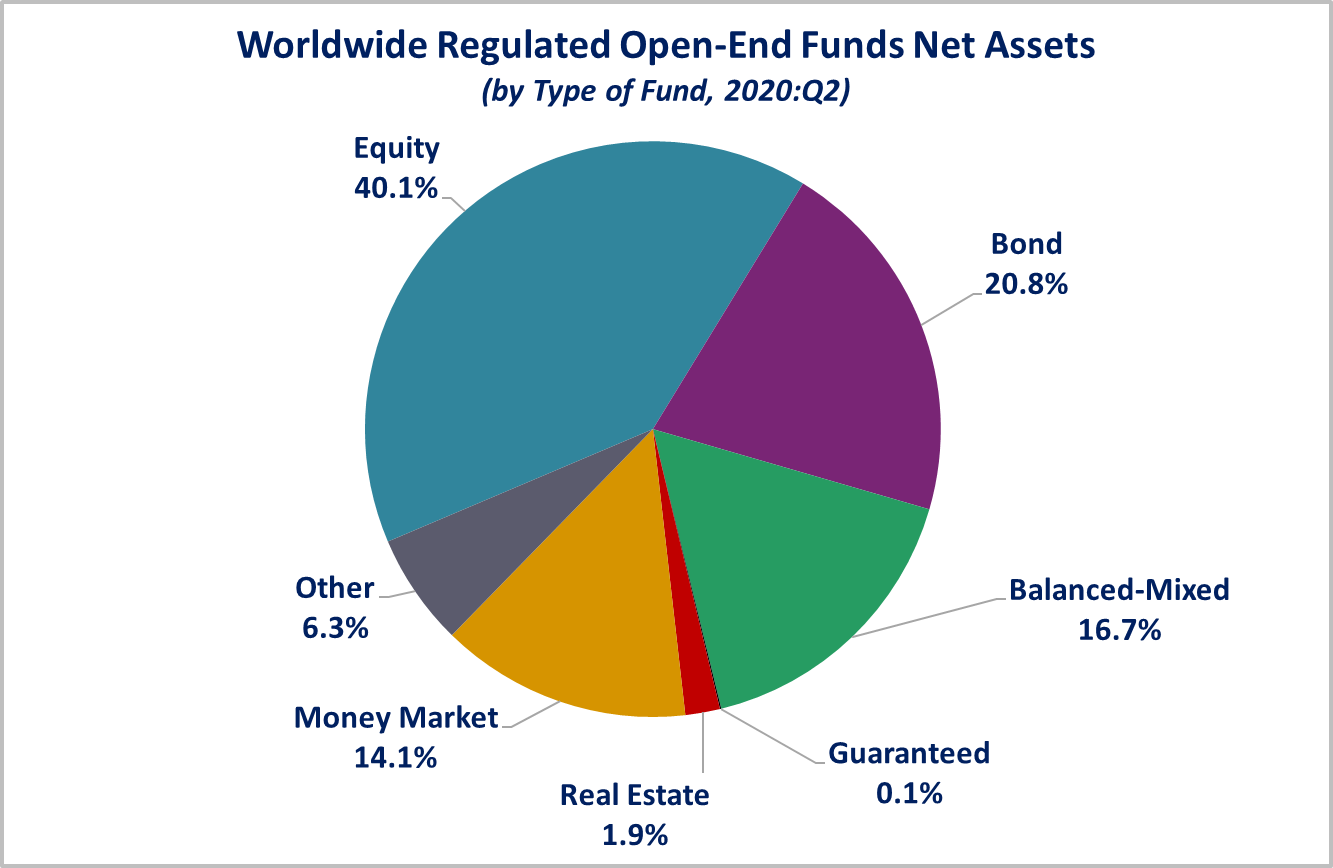 Worldwide Regulated Open-End Funds Net Assets
(by Type of Fund, 2020:Q2)
Equity
40.1%
Bond
20.8%
Balanced-Mixed
16.7%
Guaranteed
0.1%
Real Estate
1.9%
Money Market
14.1%
Other
6.3%